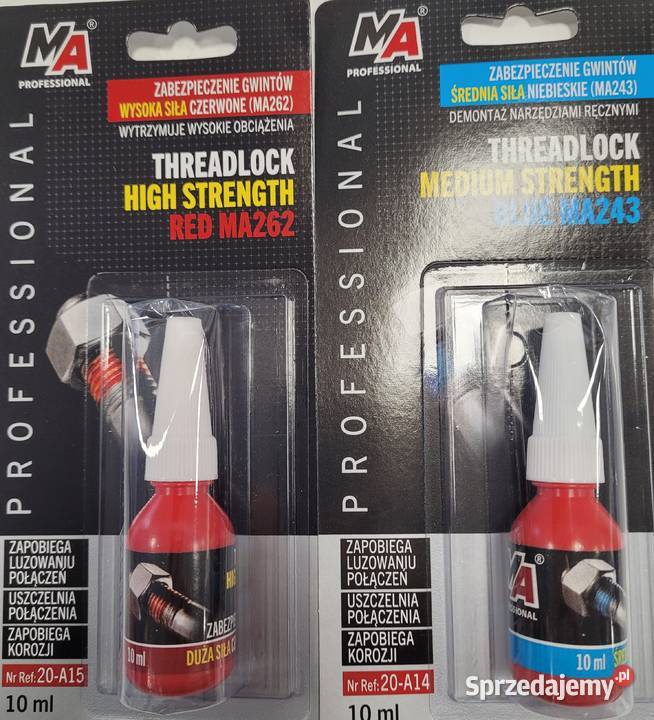 MA®
PROFESSIONAL
ZABEZPIECZENIE GWINTÓW
WYSOKA SIŁA CZERWONE (MA262)
WYTRZYMUJE WYSOKIE OBCIĄŻENIA
THREADLOCK
HIGH STRENGTH
RED MA262
PROFESSIONAL
ZAPOBIEGA
LUZOWANIU
POŁĄCZEŃ
USZCZELNIA
POŁĄCZENIA
ZAPOBIEGA
KOROZJI
Nr Ref: 20-A15
10 ml
10 ml
DUŻA SIŁA
MA®
PROFESSIONAL
ZABEZPIECZENIE GWINTÓW
ŚREDNIA SIŁA NIEBIESKIE (MA243)
DEMONTAŻ NARZĘDZIAMI RĘCZNYMI
THREADLOCK
MEDIUM STRENGTH
BLUE MA243
PROFESSIONAL
ZAPOBIEGA
LUZOWANIU
POŁĄCZEŃ
USZCZELNIA
POŁĄCZENIA
ZAPOBIEGA
KOROZJI
Nr Ref: 20-A14
10 ml
MA®
10 ml
Sprzedajemy.pl